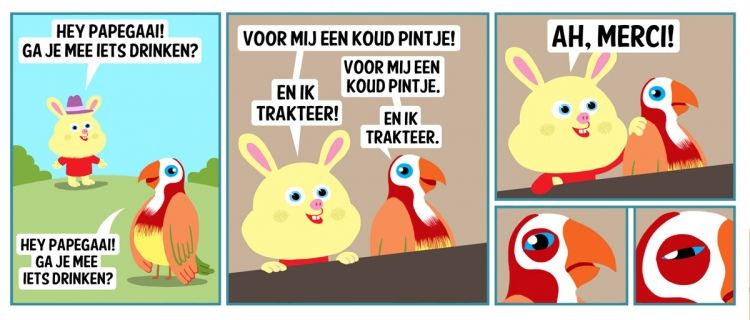 HEY PAPEGAAI!
GA JE MEE IETS DRINKEN?
HEY PAPEGAAI!
GA JE MEE
IETS DRINKEN?
VOOR MIJ EEN KOUD PINTJE!
EN IK
TRAKTEER!
VOOR MIJ EEN
KOUD PINTJE.
EN IK
TRAKTEER.
AH, MERCI!